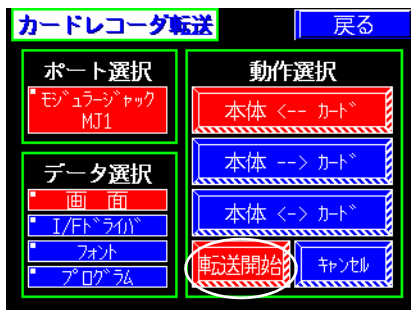 カードレコーダ転送
戻る
ポート選択
ﾓｼﾞｭﾗｰｼﾞｬｯｸ
MJ1
データ選択
画 面
I/Fﾄﾞﾗｲﾊﾞ
ﾌｫﾝﾄ
ﾌﾟﾛｸﾞﾗﾑ
動作選択
本体 <-- ｶｰﾄﾞ
本体 --> ｶｰﾄﾞ
本体 <-> ｶｰﾄﾞ
転送開始
ｷｬﾝｾﾙ